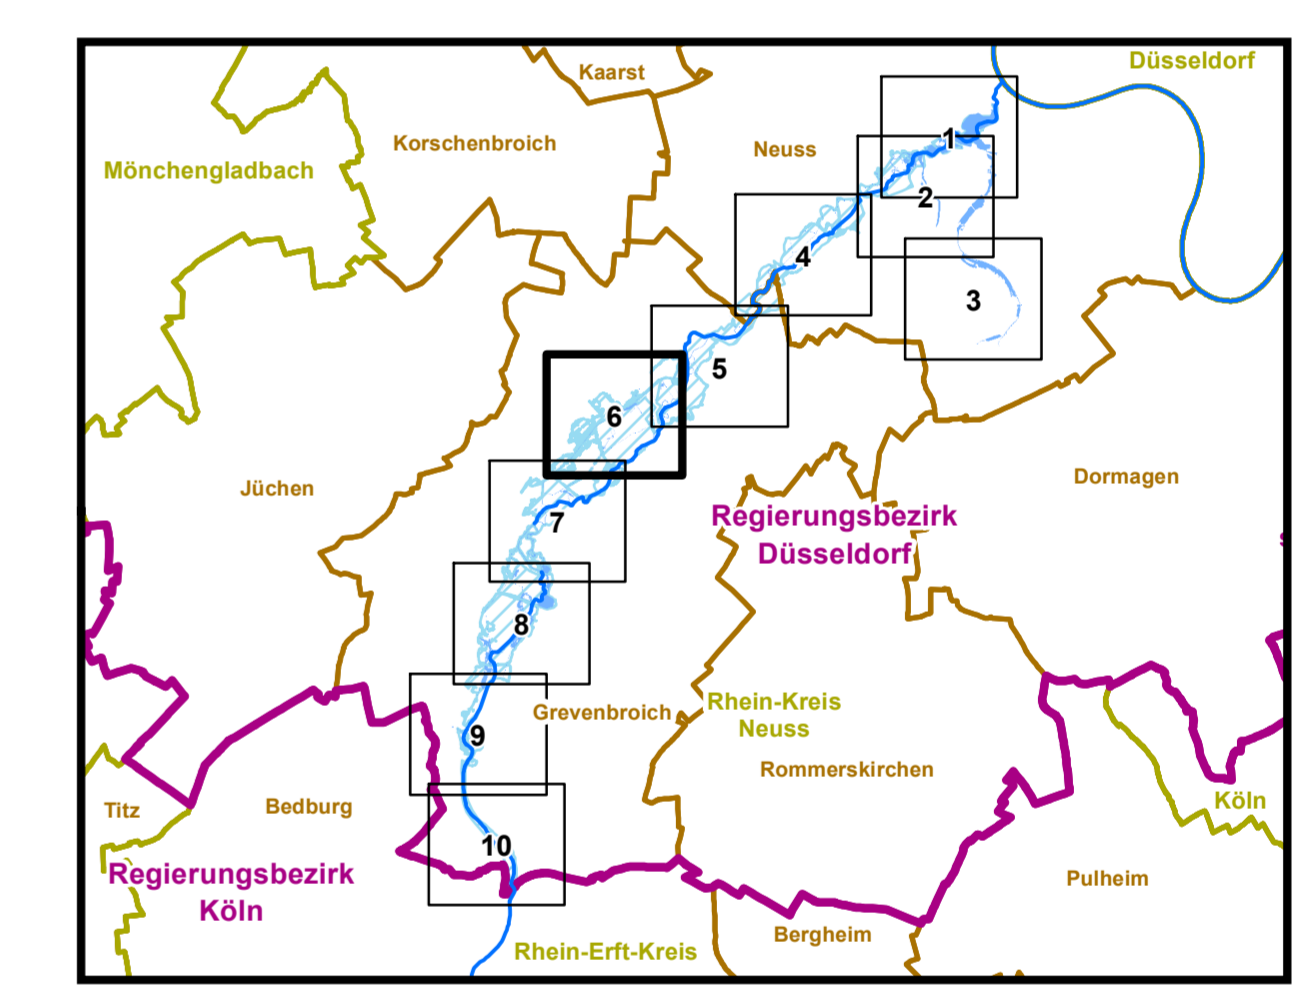 Düsseldorf
Kaarst
Korschenbroich
Neuss
Mönchengladbach
1
2
4
3
5
6
Jüchen
Dormagen
7
Regierungsbezirk
Düsseldorf
8
Grevenbroich
Rhein-Kreis
Neuss
9
Rommerskirchen
Titz
Bedburg
Köln
10
Regierungsbezirk
Köln
Pulheim
Bergheim
Rhein-Erft-Kreis